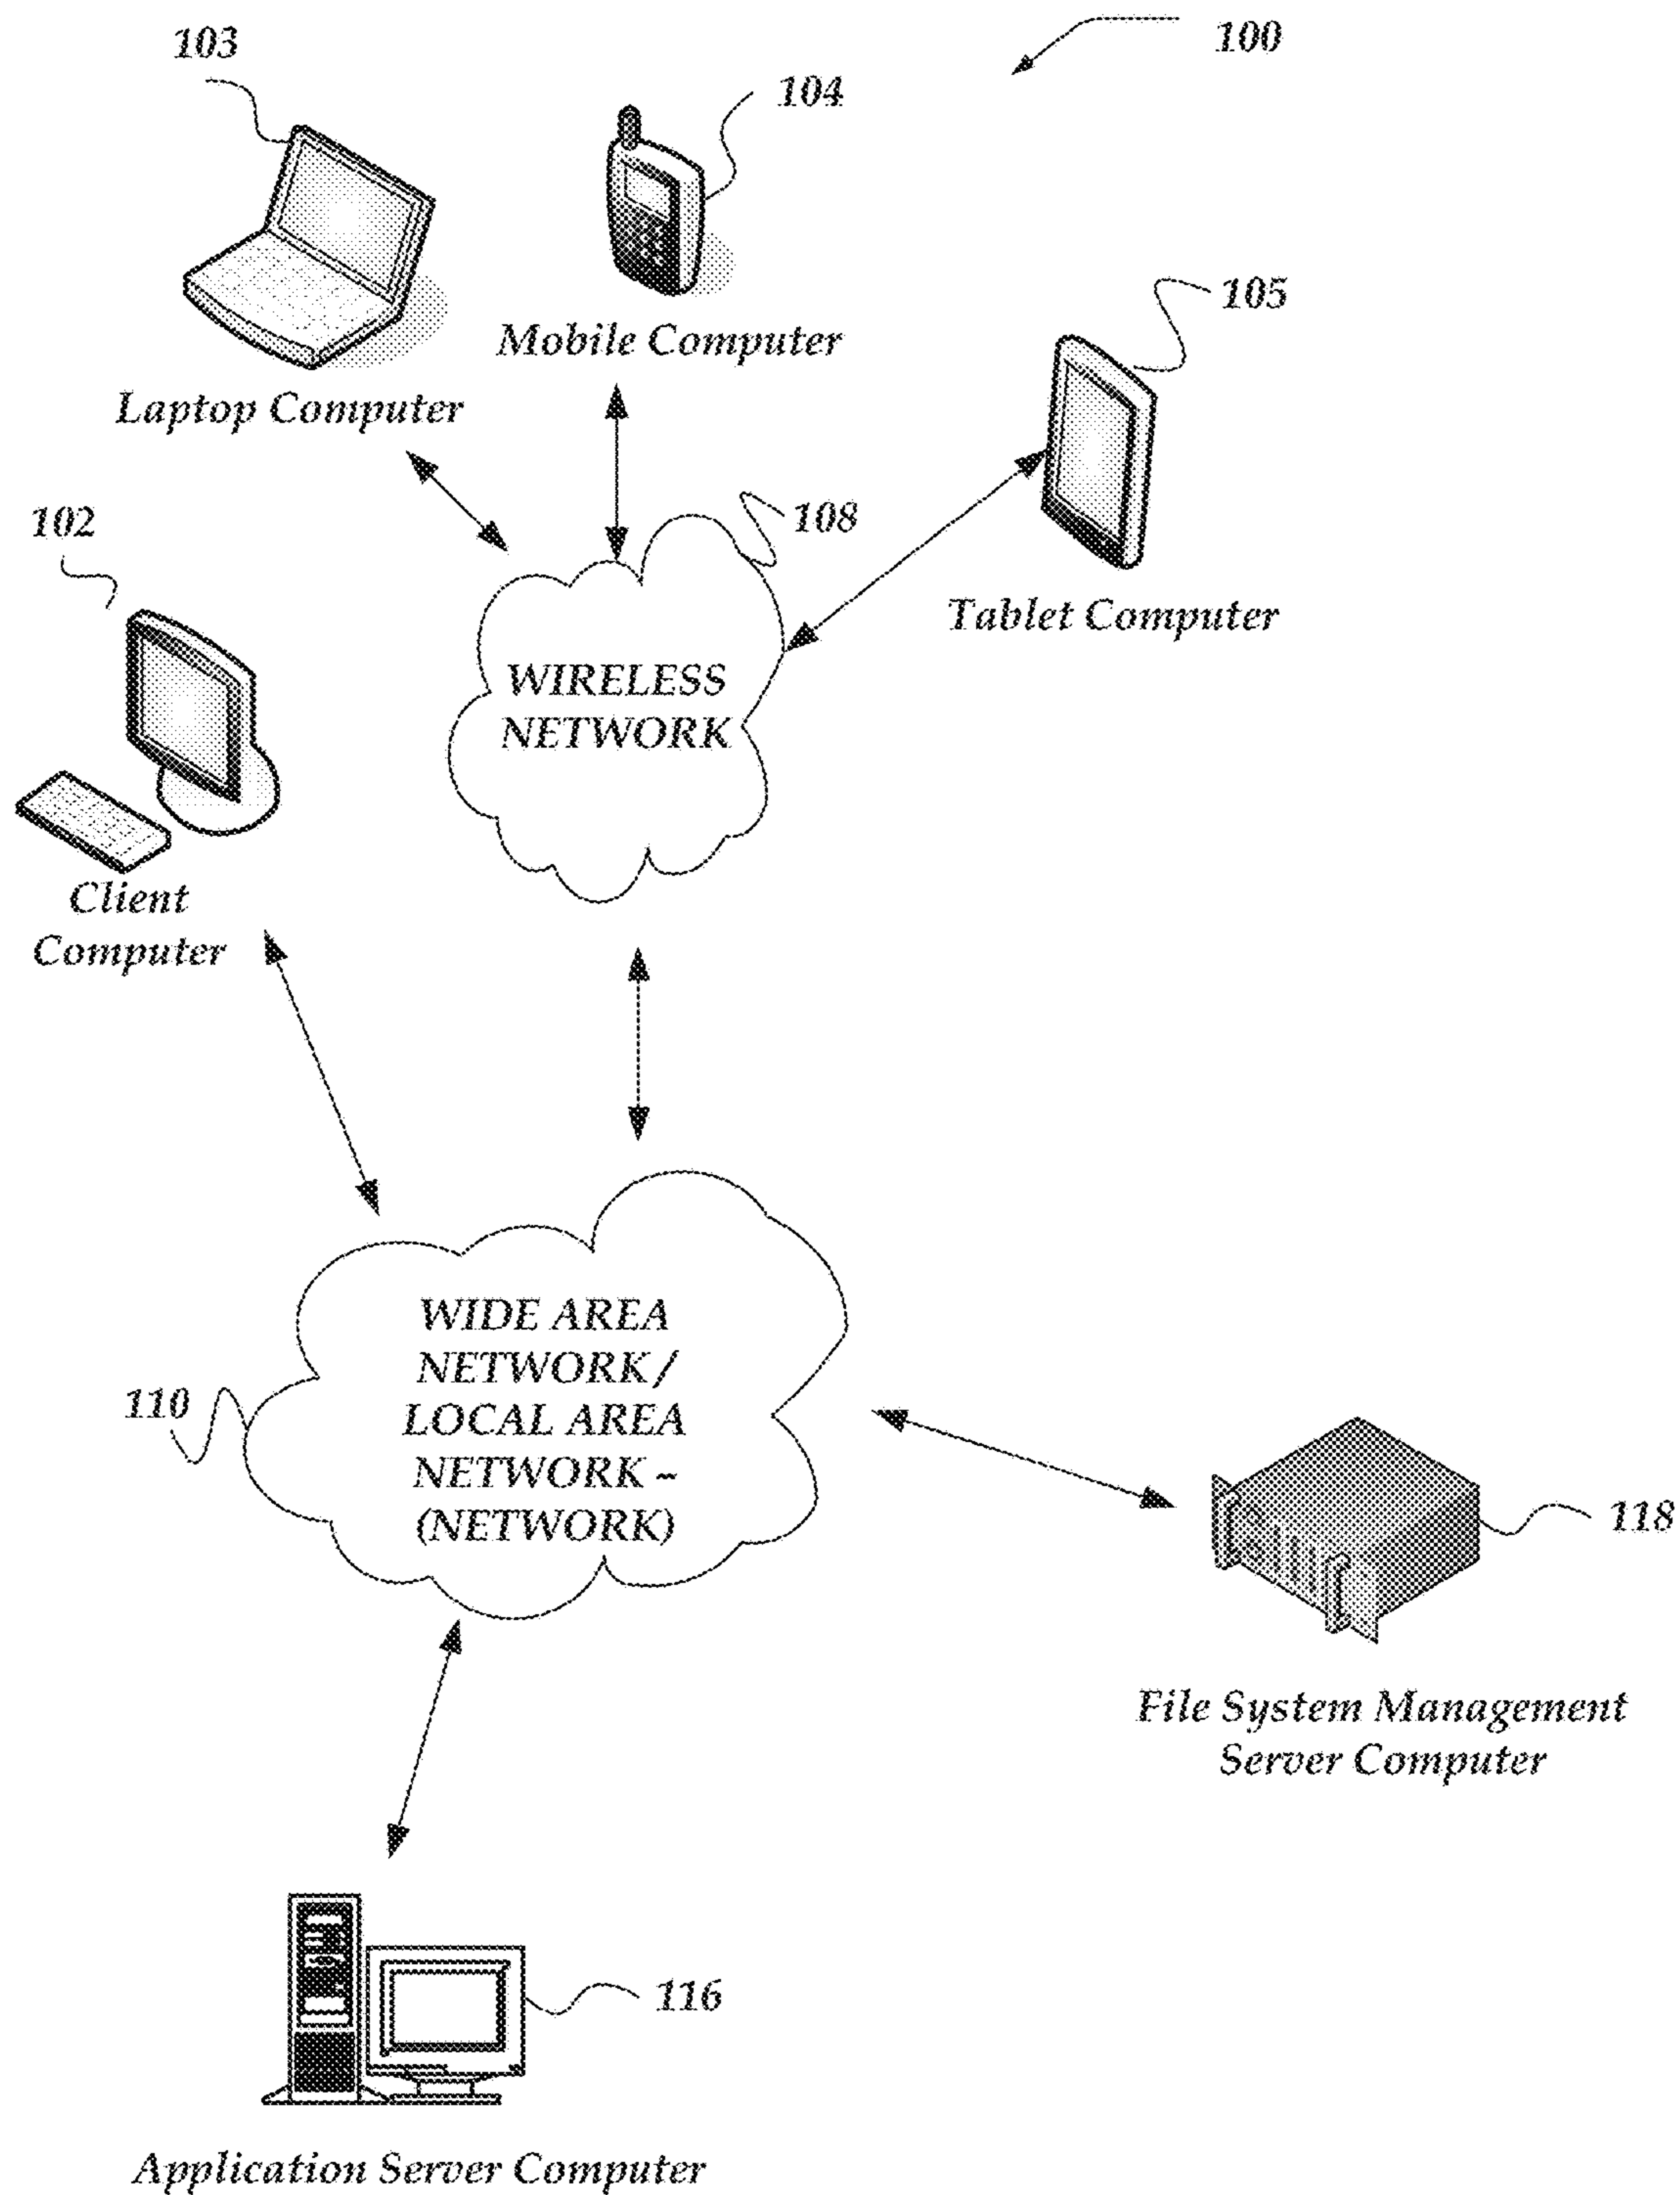 103
100
104
105
Mobile Computer
Laptop Computer
102
108
Tablet Computer
WIRELESS
NETWORK
Client
Computer
WIDE AREA
NETWORK /
LOCAL AREA
NETWORK –
(NETWORK)
110
118
File System Management
Server Computer
116
Application Server Computer